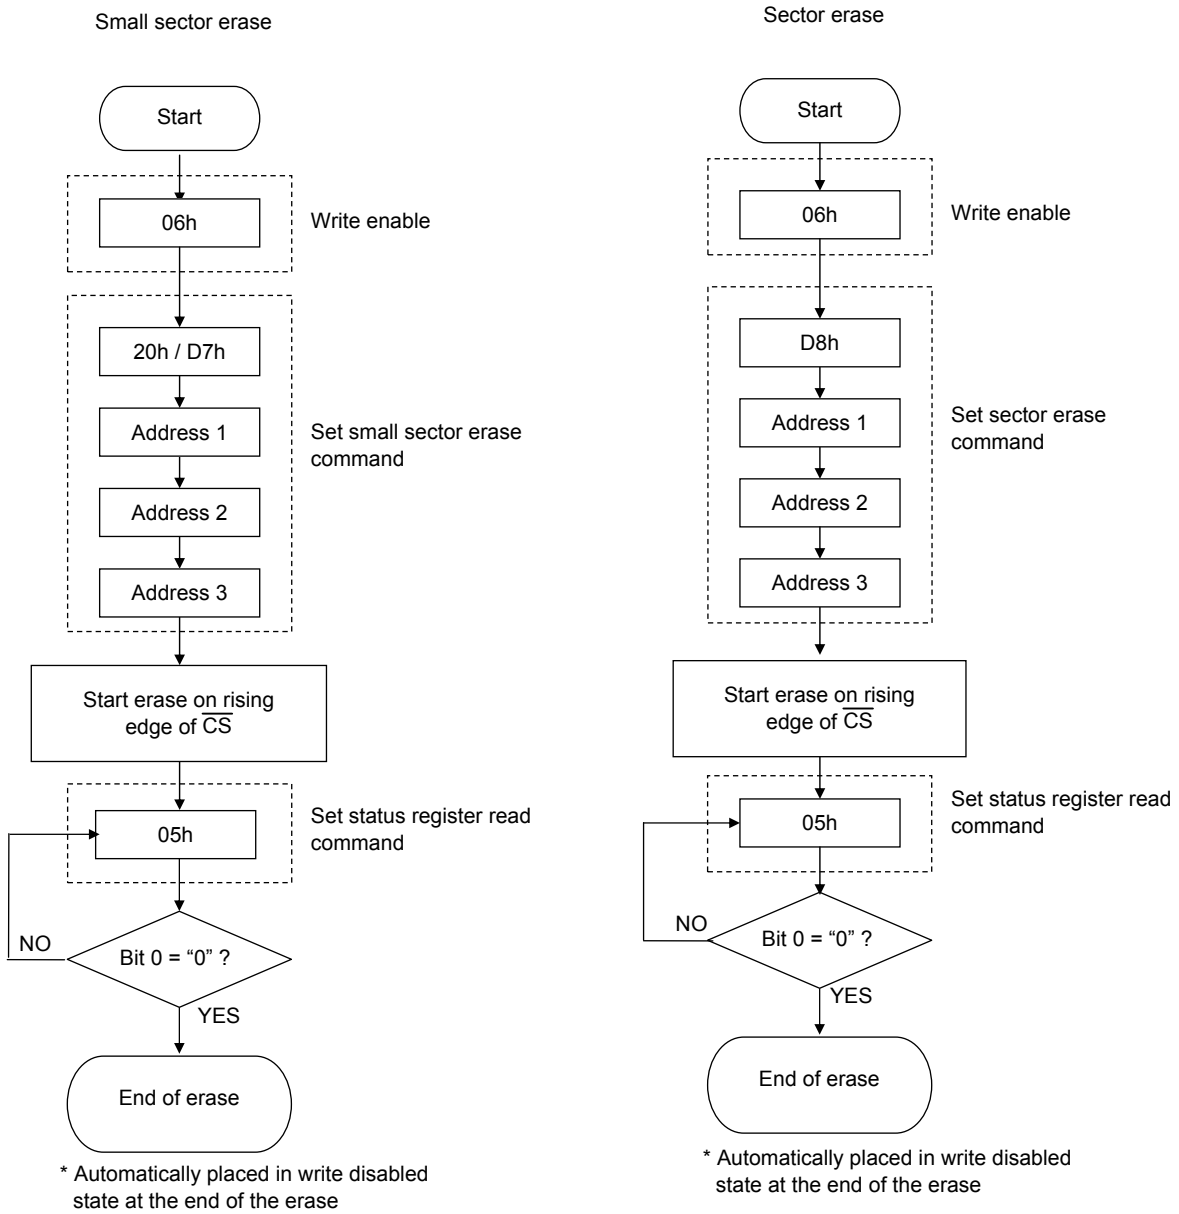 Small sector erase
Start
06h
Write enable
20h / D7h
Address 1
Set small sector erase
command
Address 2
Address 3
Start erase on rising
edge of CS
05h
Set status register read
command
Bit 0 = “0” ?
NO
YES
End of erase
* Automatically placed in write disabled
state at the end of the erase
Sector erase
Start
06h
Write enable
D8h
Address 1
Set sector erase
command
Address 2
Address 3
Start erase on rising
edge of CS
05h
Set status register read
command
Bit 0 = “0” ?
NO
YES
End of erase
* Automatically placed in write disabled
state at the end of the erase